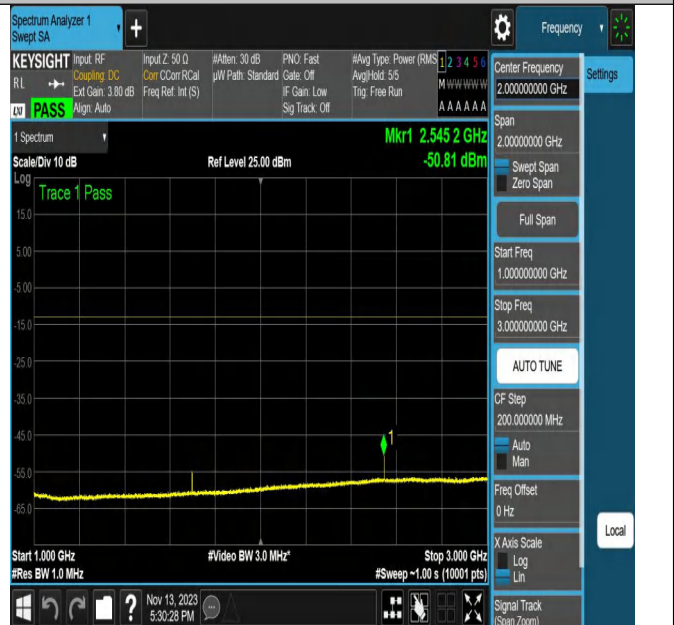 Spectrum Analyzer 1
Swept SA
+
Frequency
KEYSIGHT
RL
LXI PASS
Input: RF
Coupling: DC
Ext Gain: 3.80 dB
Align: Auto
Input Z: 50 Ω
Corr CCorr RCal
Freq Ref: Int (S)
#Atten: 30 dB
µW Path: Standard
PNO: Fast
Gate: Off
IF Gain: Low
Sig Track: Off
#Avg Type: Power (RMS
Avg|Hold: 5/5
Trig: Free Run
1 2 3 4 5 6
M W W W W W
A A A A A A
1 Spectrum
Scale/Div 10 dB
Ref Level 25.00 dBm
Mkr1 2.545 2 GHz
-50.81 dBm
Log
Trace 1 Pass
15.0
5.00
-5.00
-15.0
-25.0
-35.0
-45.0
-55.0
-65.0
1
Start 1.000 GHz
#Video BW 3.0 MHz*
Stop 3.000 GHz
#Res BW 1.0 MHz
#Sweep ~1.00 s (10001 pts)
Center Frequency
2.000000000 GHz
Settings
Span
2.00000000 GHz
Swept Span
Zero Span
Full Span
Start Freq
1.000000000 GHz
Stop Freq
3.000000000 GHz
AUTO TUNE
CF Step
200.000000 MHz
Auto
Man
Freq Offset
0 Hz
X Axis Scale
Log
Lin
Local
Signal Track
(Span Zoom)
?
Nov 13, 2023
5:30:28 PM